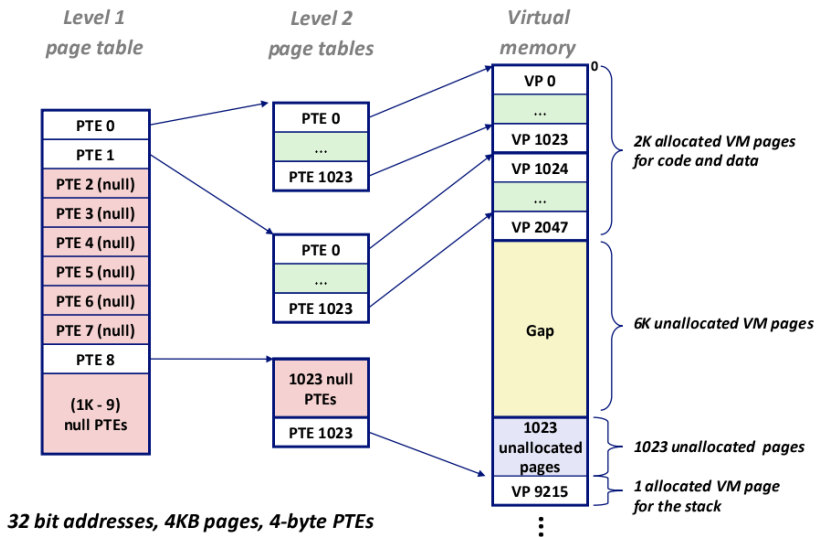 Level 1
page table
Level 2
page tables
Virtual
memory
PTE 0
PTE 1
PTE 2 (null)
PTE 3 (null)
PTE 4 (null)
PTE 5 (null)
PTE 6 (null)
PTE 7 (null)
PTE 8
(1K - 9)
null PTEs
PTE 0
...
PTE 1023
PTE 0
...
PTE 1023
1023 null
PTEs
PTE 1023
0
VP 0
...
VP 1023
VP 1024
...
VP 2047
Gap
1023
unallocated
pages
VP 9215
2K allocated VM pages
for code and data
6K unallocated VM pages
1023 unallocated pages
1 allocated VM page
for the stack
32 bit addresses, 4KB pages, 4-byte PTEs